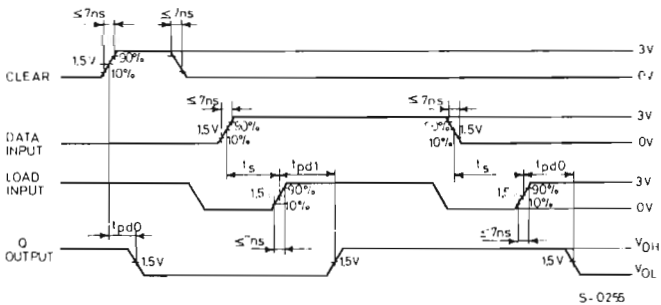 ≤7ns ≤7ns
1,5V 90% 3V
CLEAR 10% 0V
≤7ns ≤7ns
1.5V 90% 90% 1.5V 3V
DATA INPUT 10% 10% 0V
ts tpd1 ts tpd0
LOAD INPUT 1,5 90% 1,5 90% 3V
10% 10% 0V
tpd0
≤7ns ≤7ns
Q OUTPUT 1,5V 1,5V 1,5V VOH
VOL
S-0255